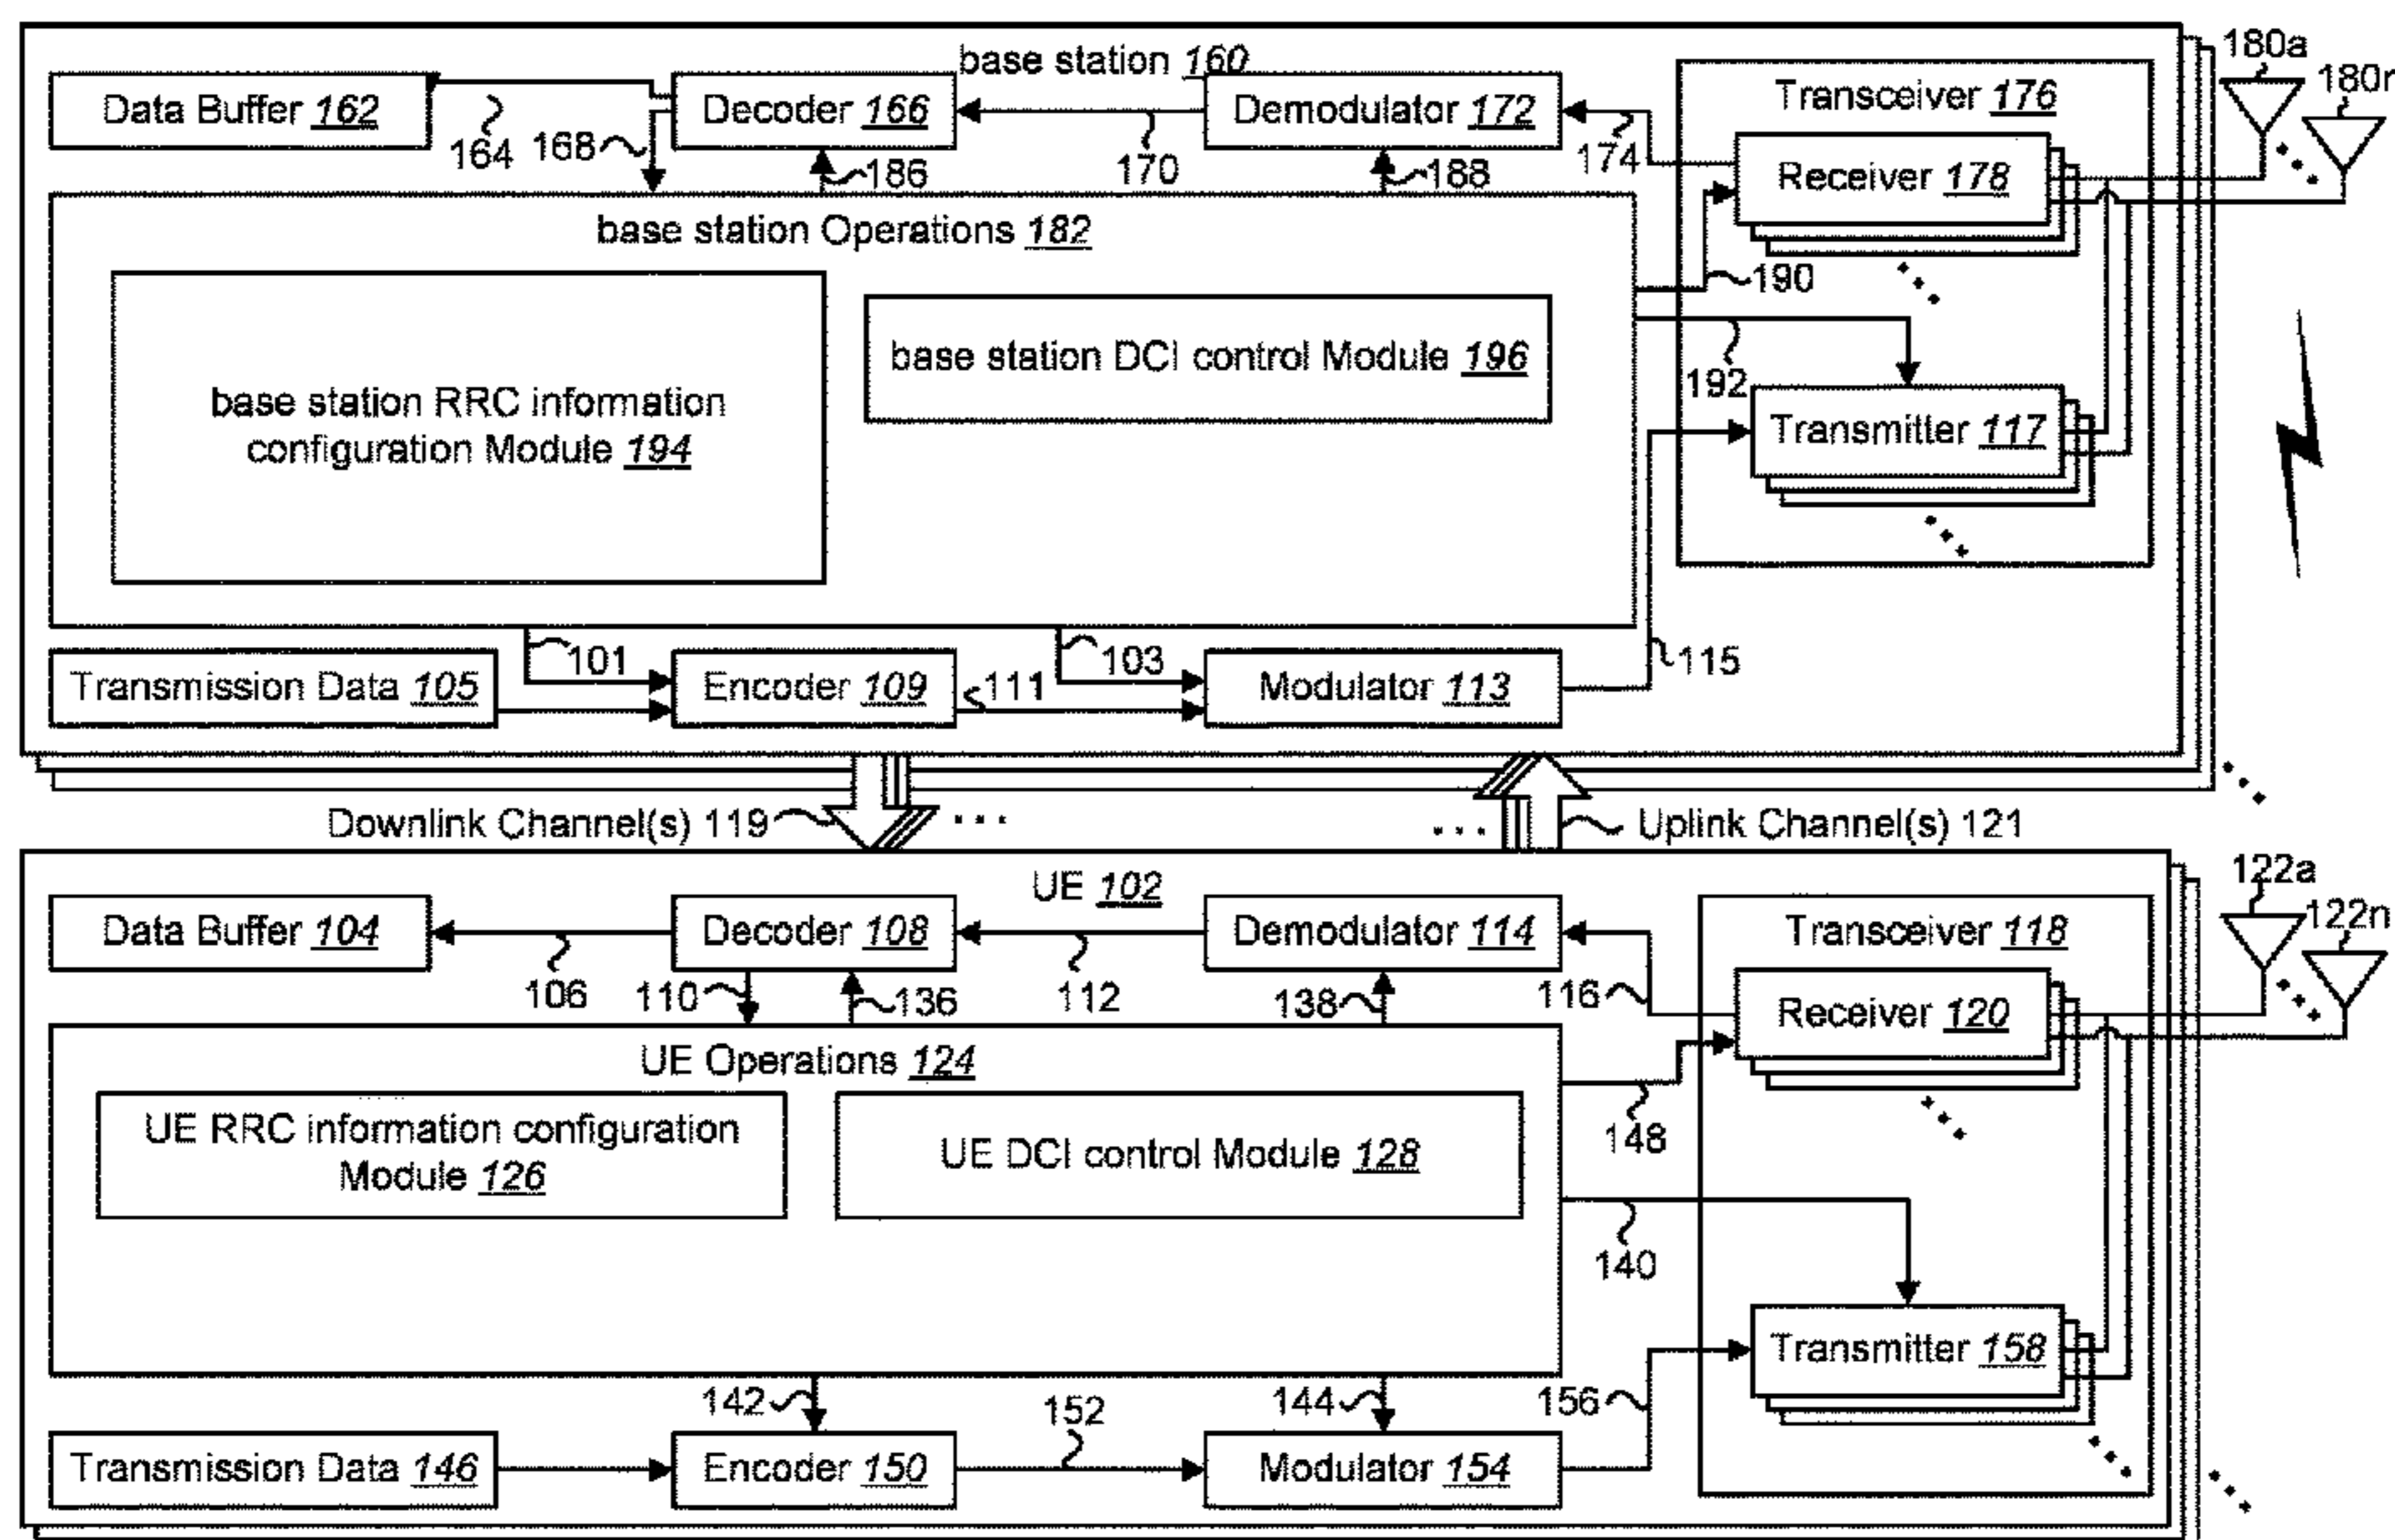 base station 160
180a
180n
Data Buffer 162
Decoder 166
Demodulator 172
Transceiver 176
164
168
186
170
188
174
Receiver 178
base station Operations 182
190
base station RRC information
configuration Module 194
base station DCI control Module 196
192
Transmitter 117
101
103
115
Transmission Data 105
Encoder 109
111
Modulator 113
Downlink Channel(s) 119
...
...
Uplink Channel(s) 121
UE 102
122a
122n
Data Buffer 104
Decoder 108
Demodulator 114
Transceiver 118
106
110
136
112
138
116
Receiver 120
UE Operations 124
UE RRC information configuration
Module 126
UE DCI control Module 128
148
140
Transmitter 158
142
152
144
156
Transmission Data 146
Encoder 150
Modulator 154